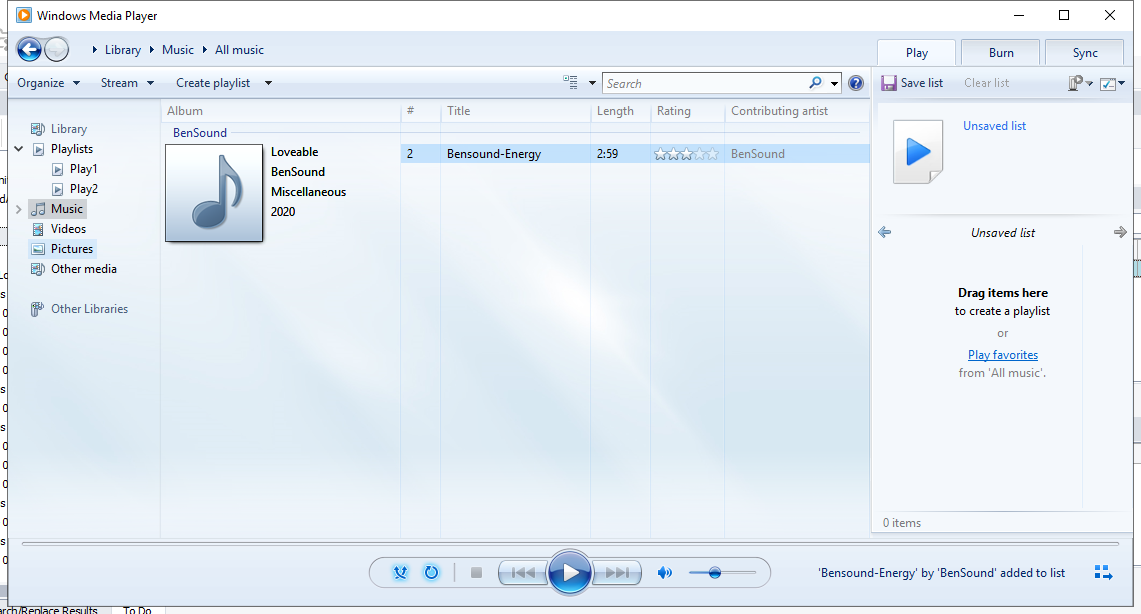 Windows Media Player
Library Music All music
Play Burn Sync
Organize Stream Create playlist Search Save list Clear list
Album # Title Length Rating Contributing artist
BenSound
Loveable
BenSound
Miscellaneous
2020
2 Bensound-Energy 2:59 BenSound
Library
Playlists
Play1
Play2
Music
Videos
Pictures
Other media
Other Libraries
Unsaved list
Unsaved list
Drag items here
to create a playlist
or
Play favorites
from 'All music'.
0 items
'Bensound-Energy' by 'BenSound' added to list
arch/Replace Results To Do